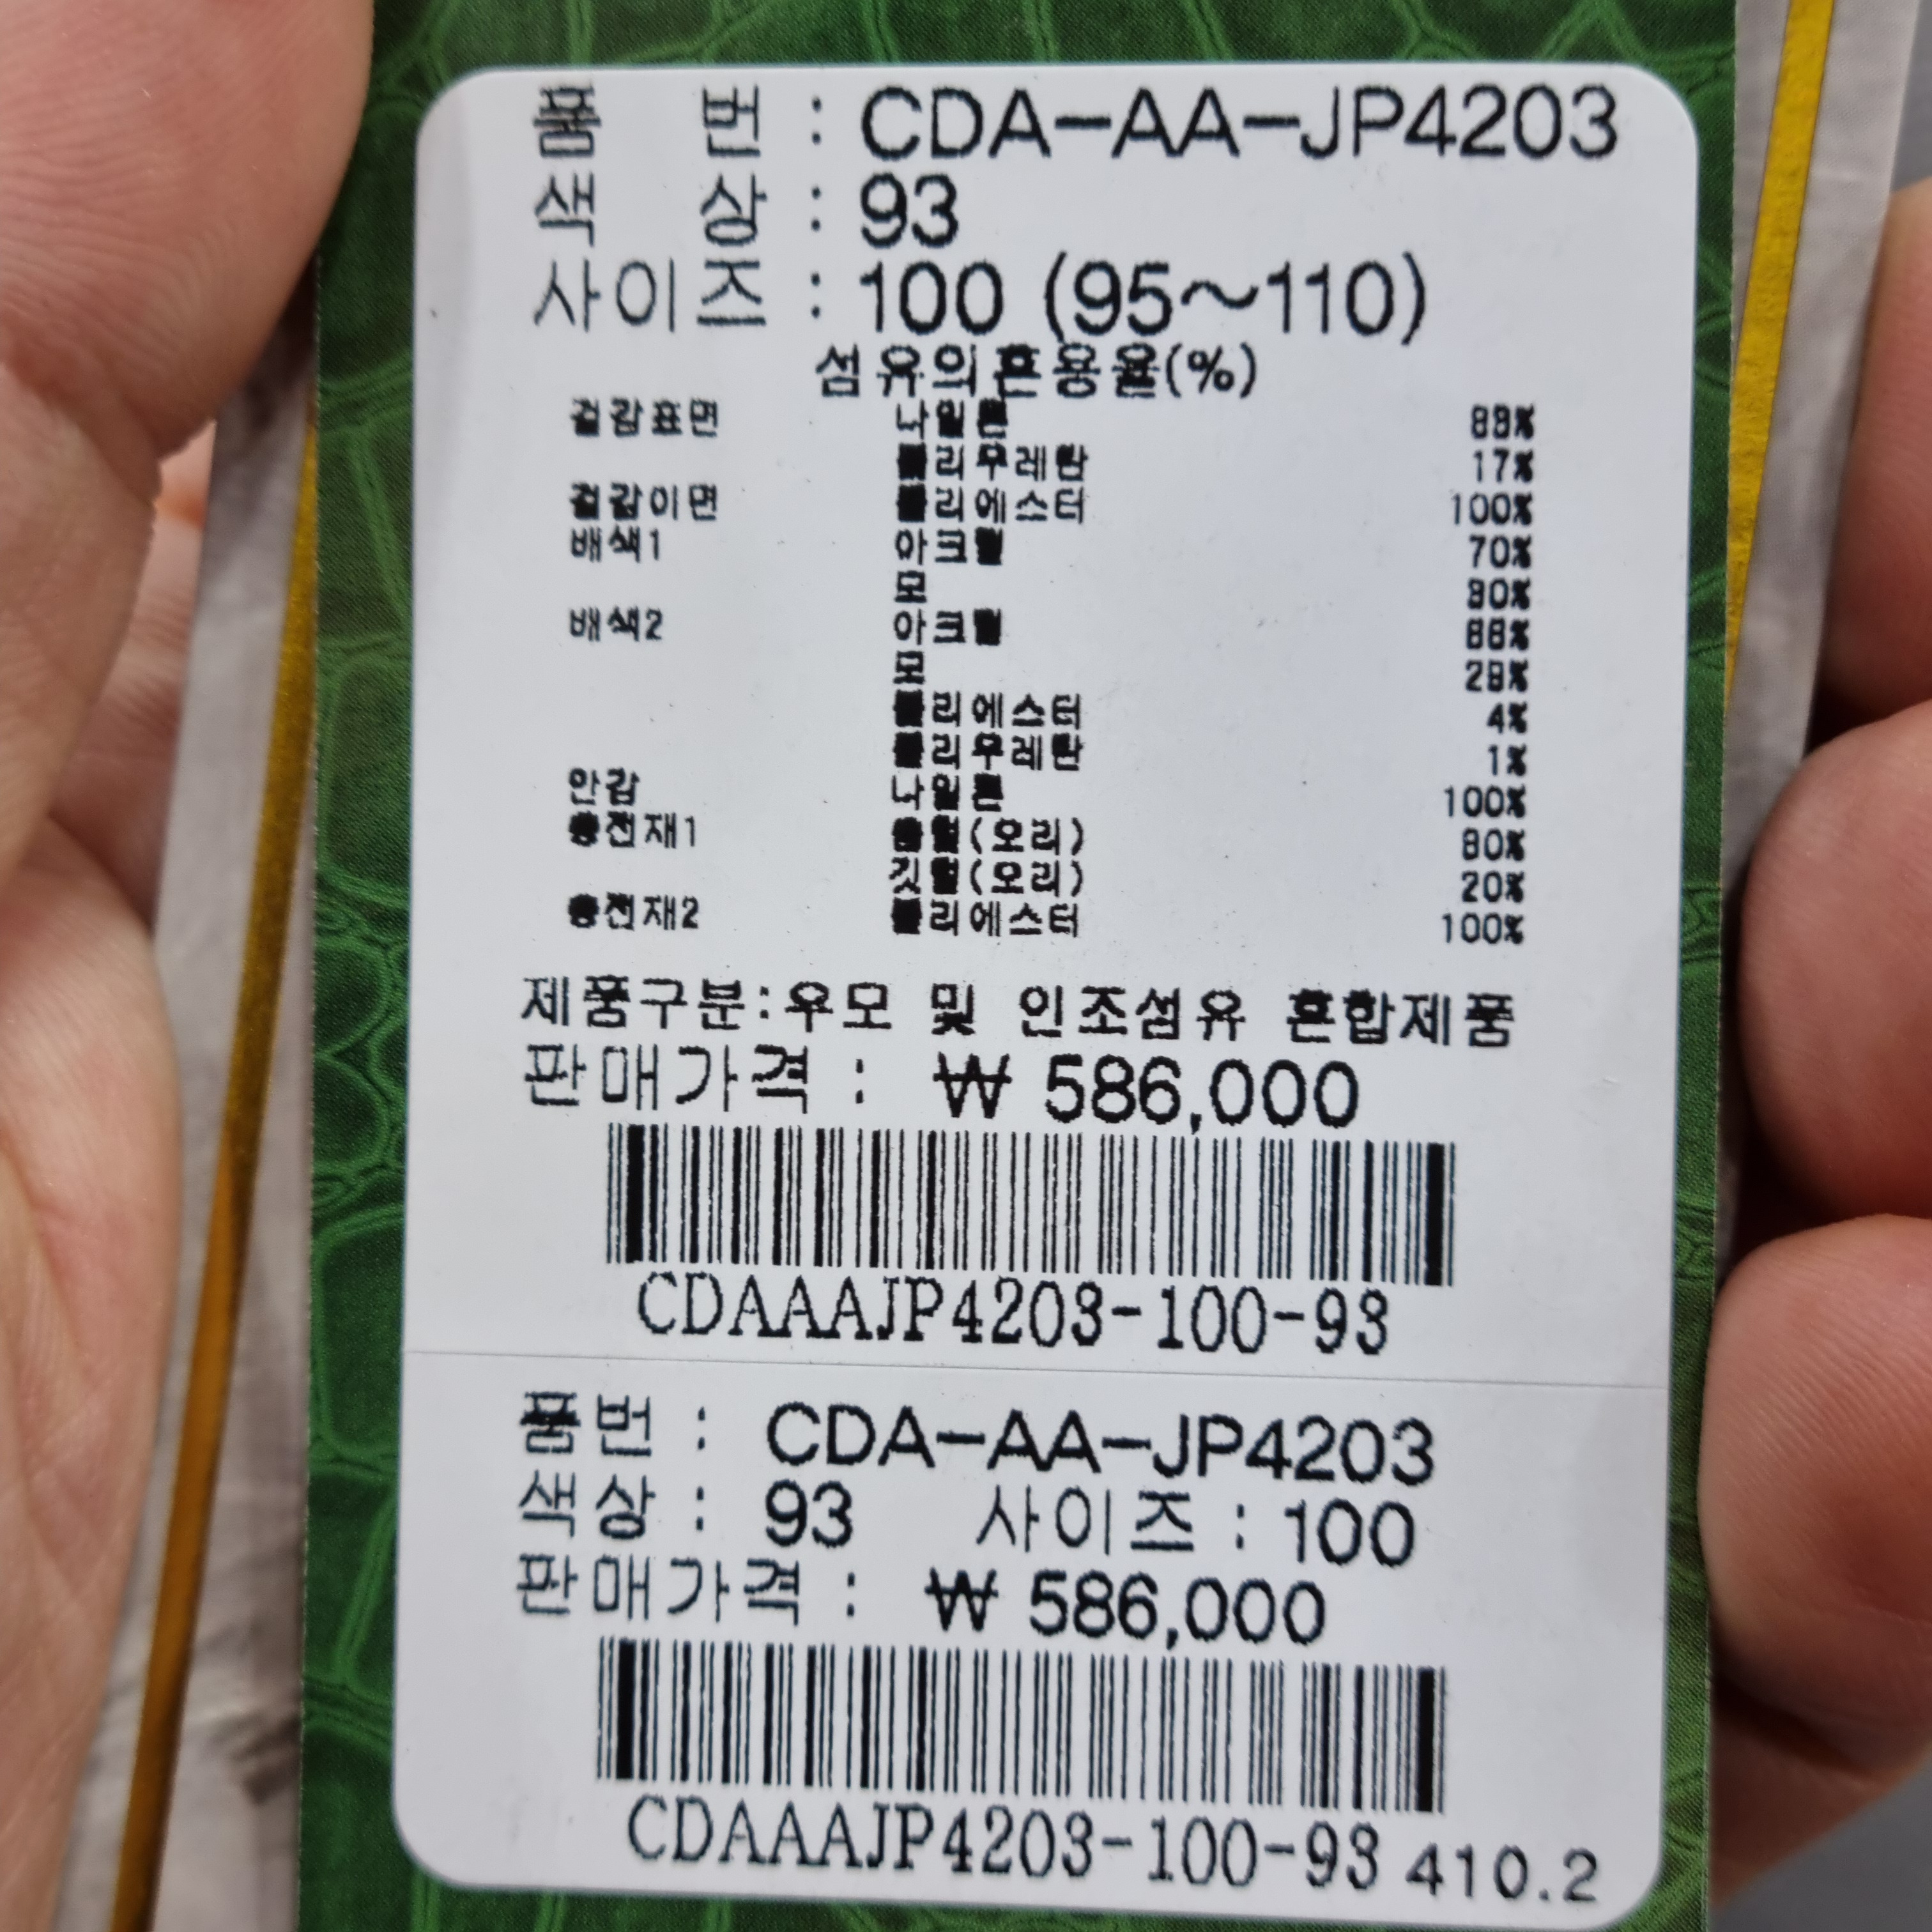 품 번 : CDA-AA-JP4203
색 상 : 93
사이즈 : 100 (95~110)
섬유의혼용율(%)
겉감표면 나일론 83%
폴리우레탄 17%
겉감이면 폴리에스터 100%
배색1 아크릴 70%
모 30%
배색2 아크릴
모
폴리에스터 4%
폴리우레탄 1%
안감 나일론 100%
충전재1 솜털(오리) 80%
깃털(오리) 20%
충전재2 폴리에스터 100%
제품구분:우모 및 인조섬유 혼합제품
판매가격 : ₩ 586,000
CDAAAJP4203-100-93
품번 : CDA-AA-JP4203
색상 : 93 사이즈 : 100
판매가격 : ₩ 586,000
CDAAAJP4203-100-93 410.2